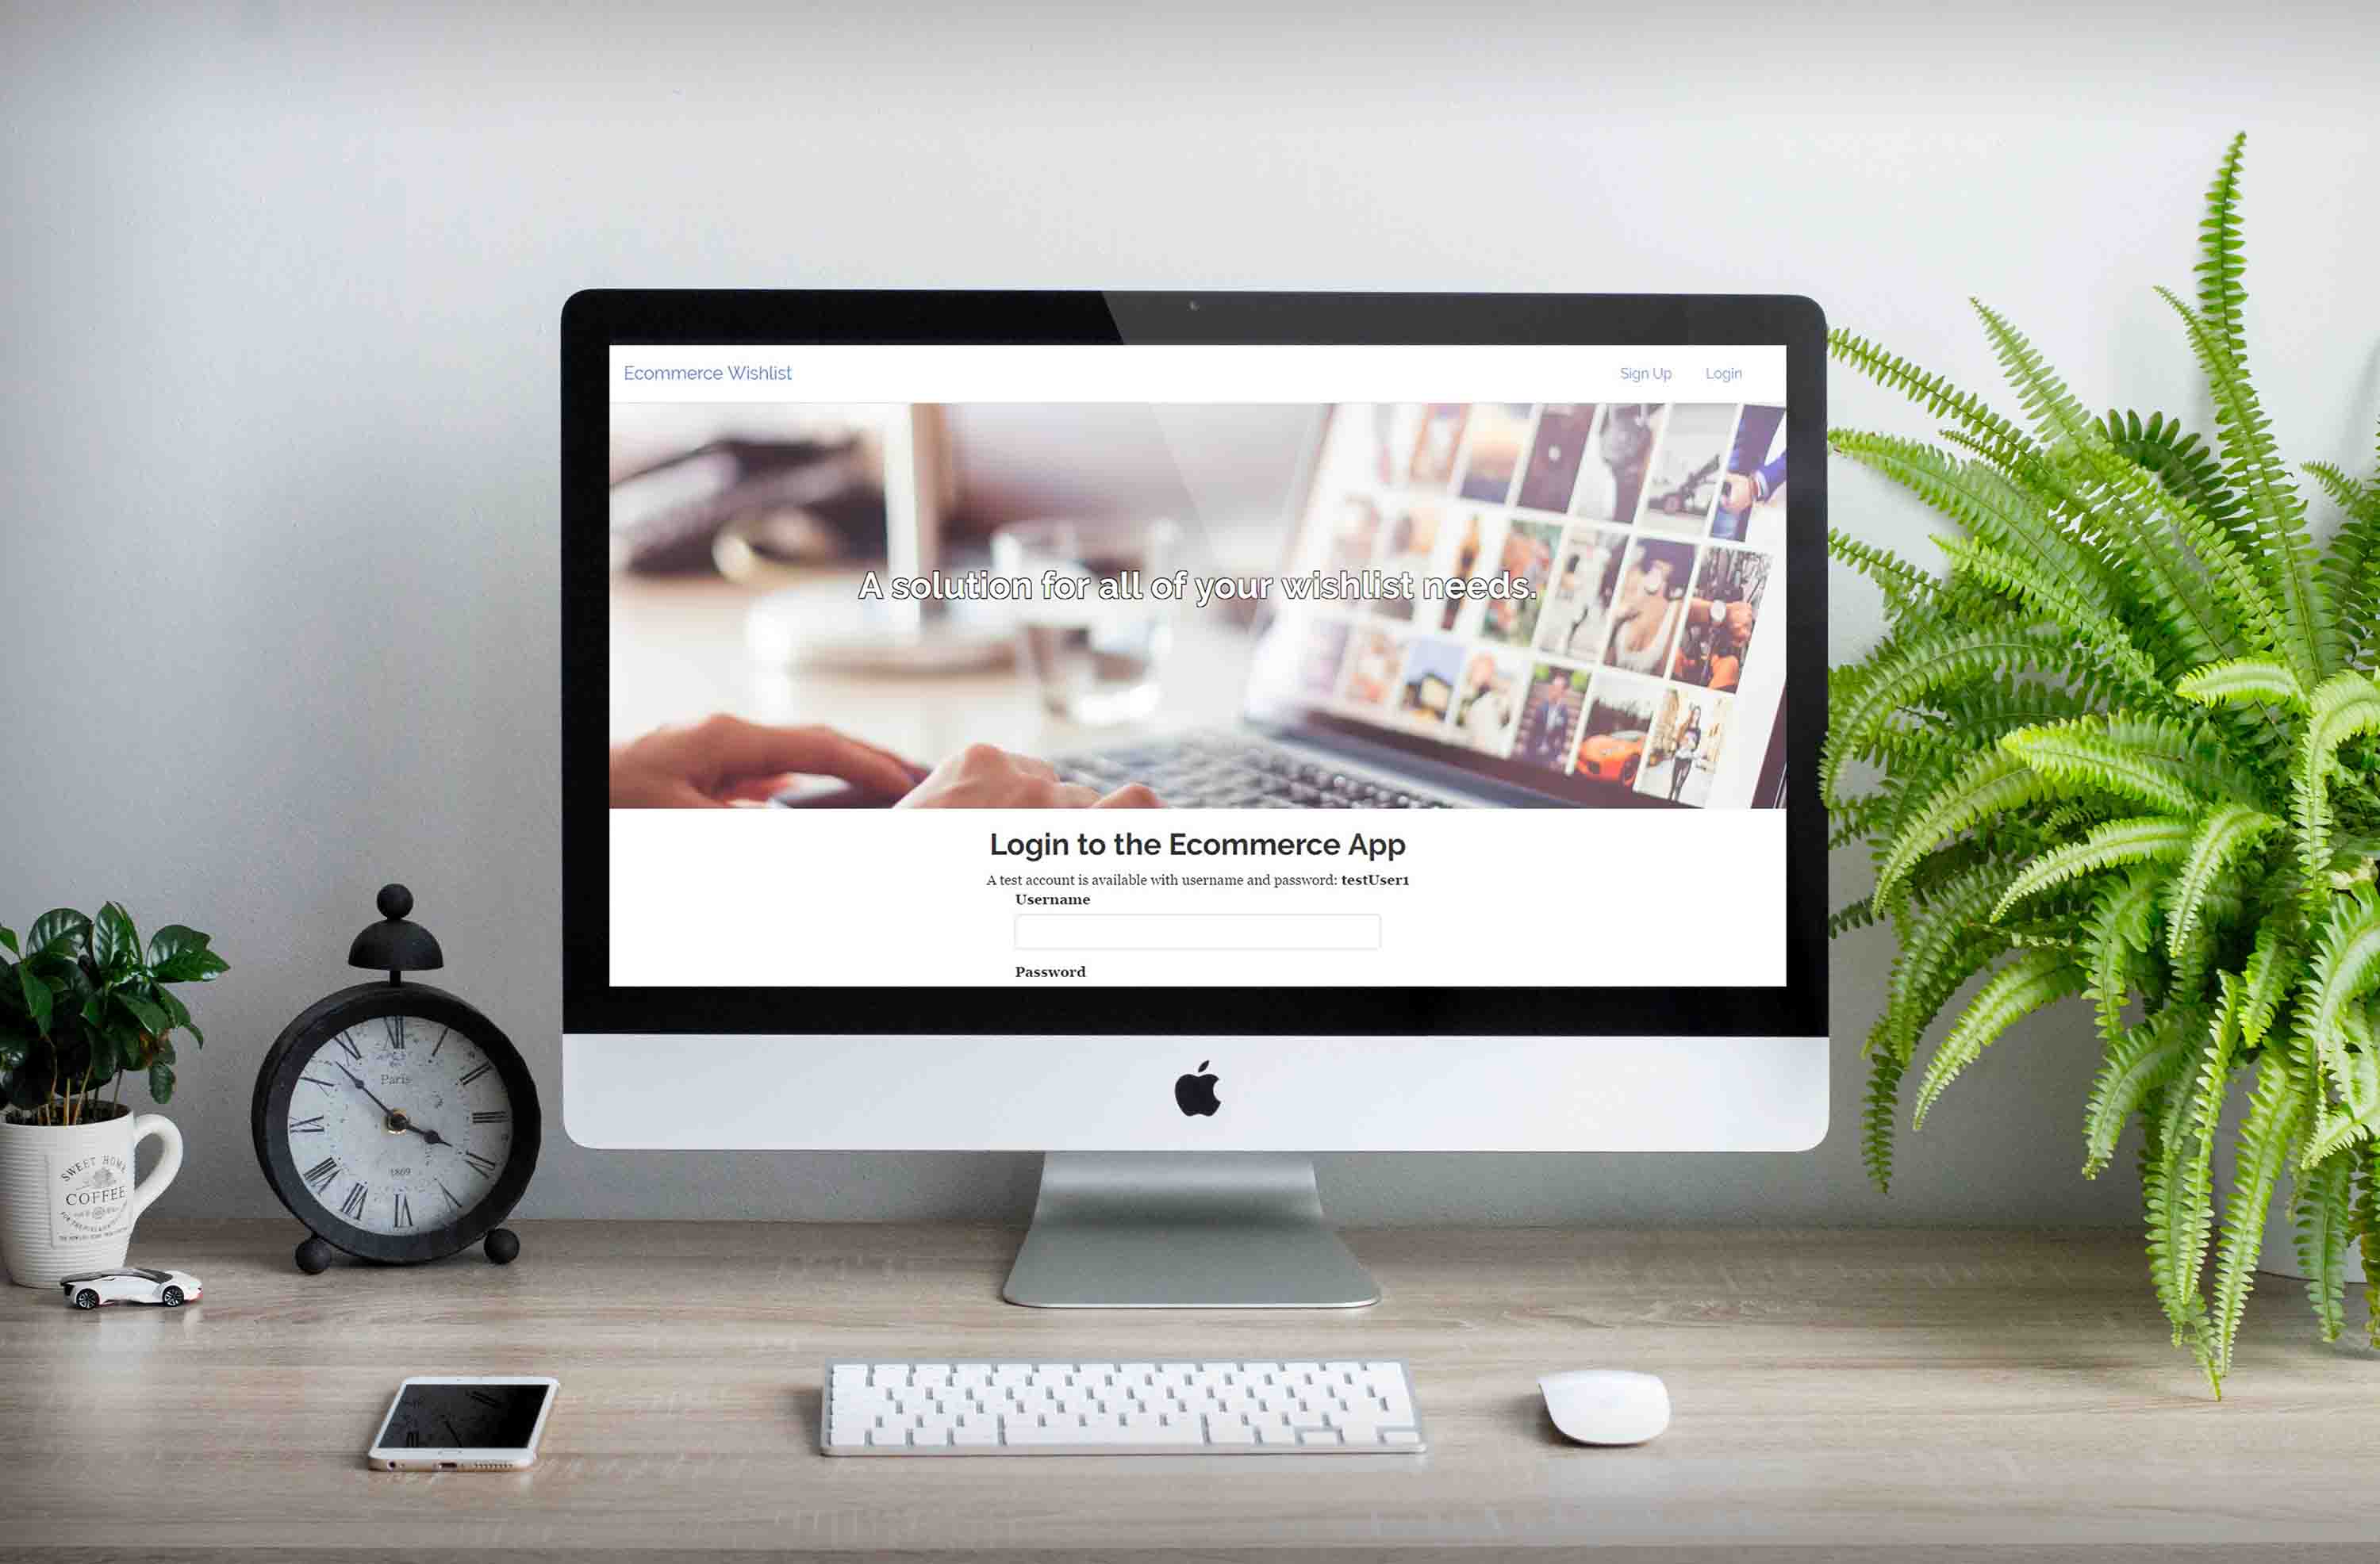 Ecommerce Wishlist
Sign Up
Login
A solution for all of your wishlist needs.
Login to the Ecommerce App
A test account is available with username and password: testUser1
Username
Password
Paris
1869
SWEET HOME
COFFEE